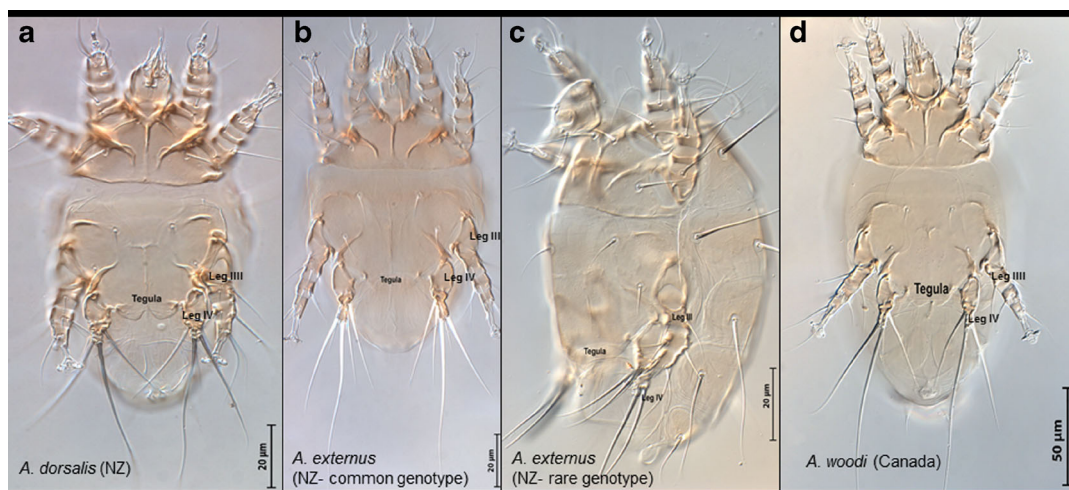 a
Tegula
Leg IIII
Leg IV
20 µm
A. dorsalis (NZ)
b
Leg III
Tegula
Leg IV
20 µm
A. externus
(NZ- common genotype)
c
Leg III
Tegula
Leg IV
20 µm
A. externus
(NZ- rare genotype)
d
Leg IIII
Tegula
Leg IV
50 µm
A. woodi (Canada)